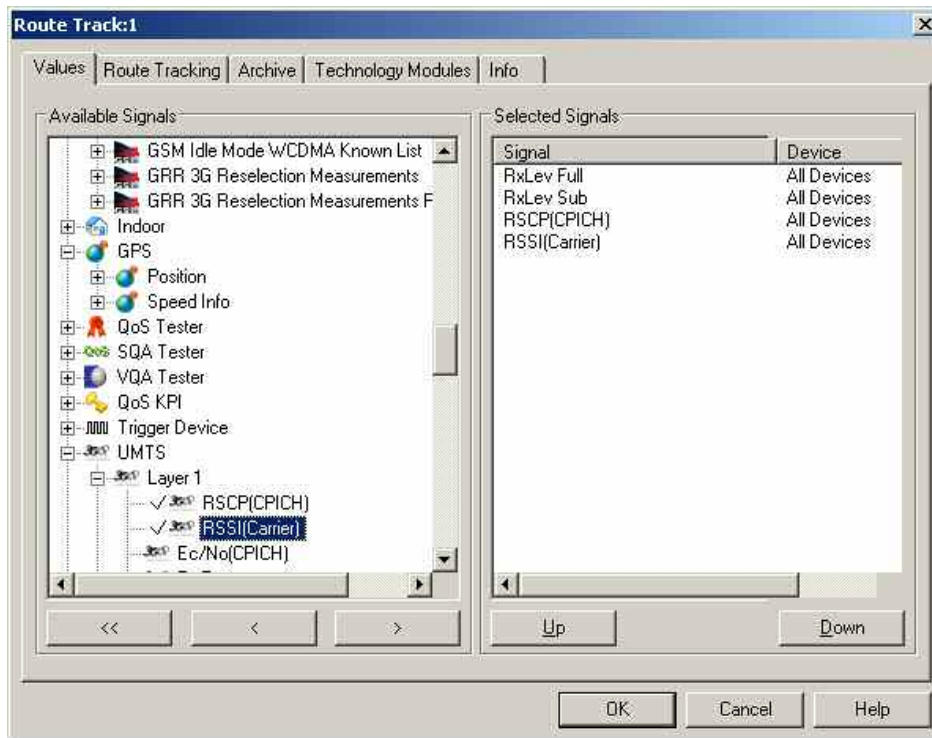 Route Track:1
Values Route Tracking Archive Technology Modules Info
Available Signals
GSM Idle Mode WCDMA Known List
GRR 3G Reselection Measurements
GRR 3G Reselection Measurements F
Indoor
GPS
Position
Speed Info
QoS Tester
SQA Tester
VQA Tester
QoS KPI
Trigger Device
UMTS
Layer 1
RSCP(CPICH)
RSSI(Carrier)
Ec/No(CPICH)
<< < >
Selected Signals
Signal Device
RxLev Full All Devices
RxLev Sub All Devices
RSCP(CPICH) All Devices
RSSI(Carrier) All Devices
Up Down
OK Cancel Help